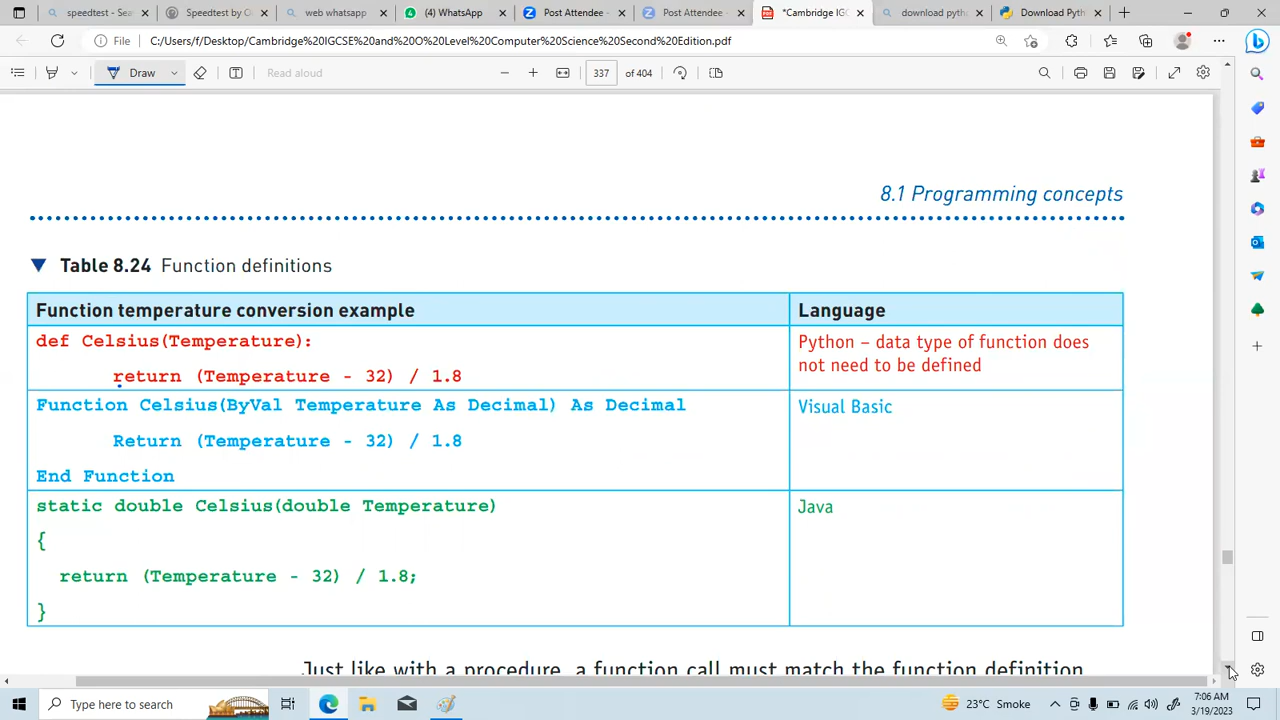 speedtest - Sea
Speedtest by O
web whatsapp
(4) WhatsApp
Post Attendee -
Post Attendee -
*Cambridge IGC
download pyth
Download Pyth
File
C:/Users/f/Desktop/Cambridge%20IGCSE%20and%20O%20Level%20Computer%20Science%20Second%20Edition.pdf
Draw
Read aloud
337 of 404
8.1 Programming concepts
▼ Table 8.24 Function definitions
Function temperature conversion example
Language
def Celsius(Temperature):
return (Temperature - 32) / 1.8
Python – data type of function does
not need to be defined
Function Celsius(ByVal Temperature As Decimal) As Decimal
Return (Temperature - 32) / 1.8
End Function
Visual Basic
static double Celsius(double Temperature)
{
return (Temperature - 32) / 1.8;
}
Java
Just like with a procedure, a function call must match the function definition
Type here to search
23°C Smoke
7:06 AM
3/19/2023